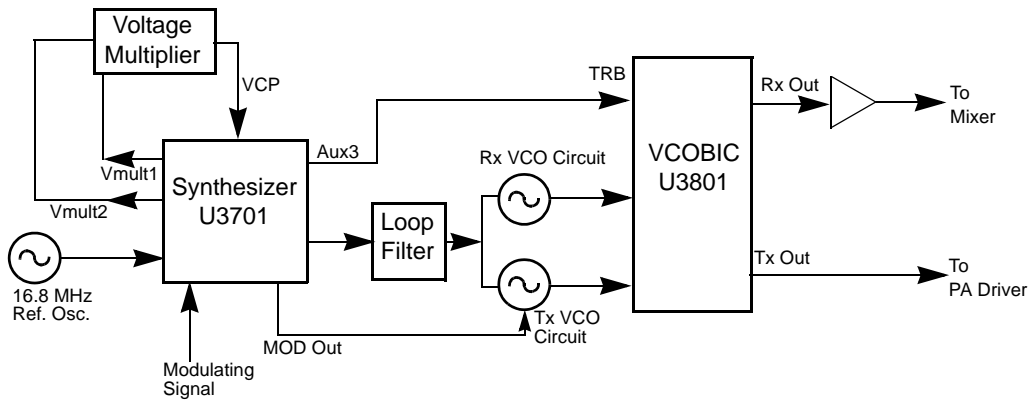 Voltage
Multiplier
VCP
TRB
Rx Out
To
Mixer
Aux3
Rx VCO Circuit
VCOBIC
U3801
Vmult1
Synthesizer
U3701
Vmult2
Loop
Filter
Tx Out
To
PA Driver
16.8 MHz
Ref. Osc.
MOD Out
Tx VCO
Circuit
Modulating
Signal